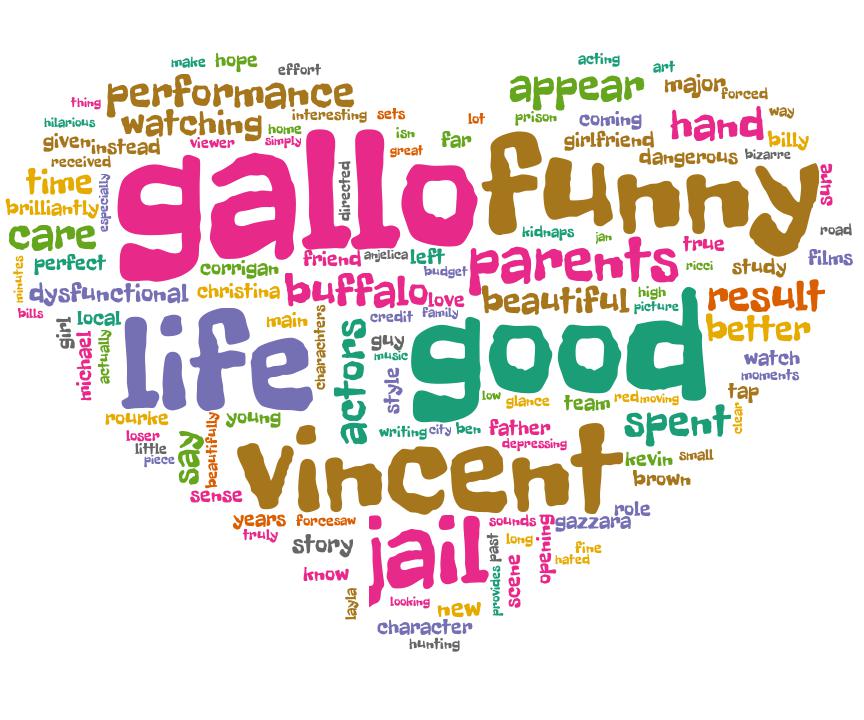 make
hope
effort
acting
art
thing
performance
appear
major
forced
hilarious
watching
interesting
sets
lot
prison
coming
hand
way
given
instead
home
simply
viewer
isn
great
far
girlfriend
billy
received
dangerous
bizarre
time
especially
gallo
directed
funny
sure
brilliantly
care
kidnaps
jan
true
road
perfect
corrigan
friend
anjelica
left
budget
parents
ricci
study
films
minutes
dysfunctional
christina
buffalo
love
beautiful
high
picture
result
bills
local
girl
michael
actually
life
main
charachters
actors
credit
family
guy
music
style
good
better
watch
moments
low
glance
team
red
moving
tap
clear
rourke
young
beautifully
say
loser
little
piece
sense
writing
city
ben
father
depressing
spent
vincent
kevin
small
brown
years
truly
forces
aw
story
know
layla
jail
sounds
long
past
provides
scene
opening
gazzara
role
fine
hated
looking
new
character
hunting